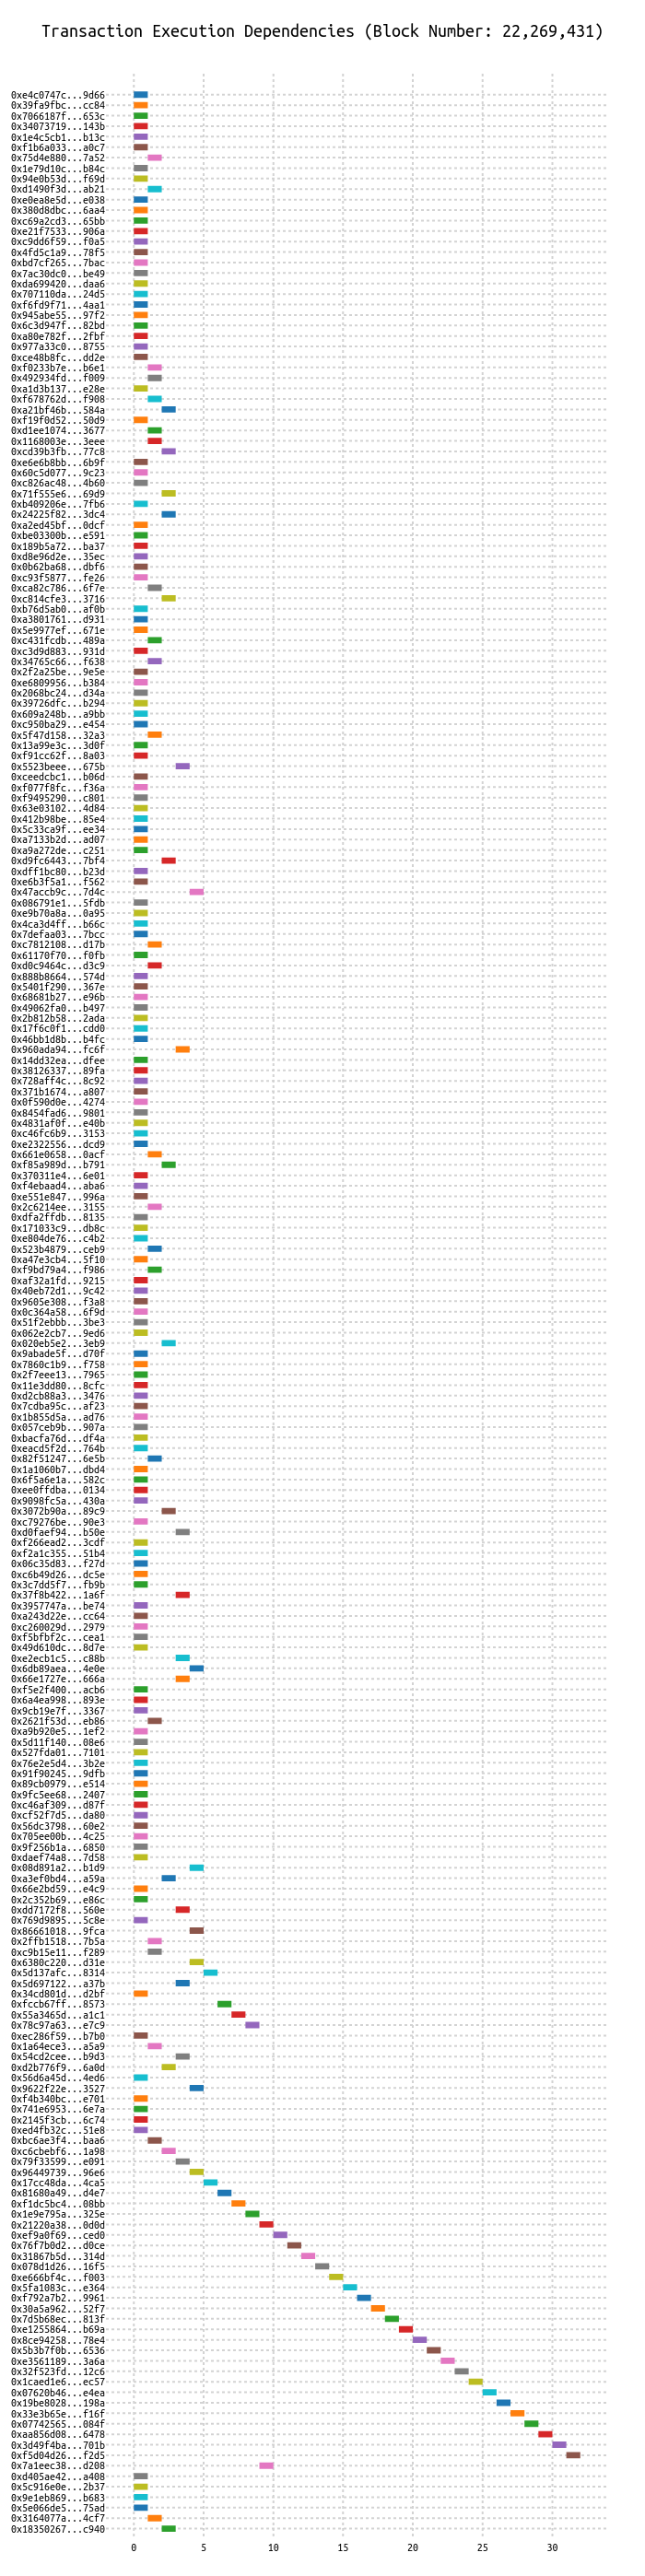 Transaction Execution Dependencies (Block Number: 22,269,431)
0xe4c0747c...9d66
0x39fa9fbc...cc84
0x7066187f...653c
0x34073719...143b
0x1e4c5cb1...b13c
0xf1b6a033...a0c7
0x75d4e880...7a52
0x1e79d10c...b84c
0x94e0b53d...f69d
0xd1490f3d...ab21
0xe0ea8e5d...e038
0x380d8dbc...6aa4
0xc69a2cd3...65bb
0xe21f7533...906a
0xc9dd6f59...f0a5
0x4fd5c1a9...78f5
0xbd7cf265...7bac
0x7ac30dc0...be49
0xda699420...daa6
0x707110da...24d5
0xf6fd9f71...4aa1
0x945abe55...97f2
0x6c3d947f...82bd
0xa80e782f...2fbf
0x977a33c0...8755
0xce48b8fc...dd2e
0xf0233b7e...b6e1
0x492934fd...f009
0xa1d3b137...e28e
0xf678762d...f908
0xa21bf46b...584a
0xf19f0d52...50d9
0xd1ee1074...3677
0x1168003e...3eee
0xcd39b3fb...77c8
0xe6e6b8bb...6b9f
0x60c5d077...9c23
0xc826ac48...4b60
0x71f555e6...69d9
0xb409206e...7fb6
0x24225f82...3dc4
0xa2ed45bf...0dcf
0xbe03300b...e591
0x189b5a72...ba37
0xd8e96d2e...35ec
0x0b62ba68...dbf6
0xc93f5877...fe26
0xca82c786...6f7e
0xc814cfe3...3716
0xb76d5ab0...af0b
0xa3801761...d931
0x5e9977ef...671e
0xc431fcdb...489a
0xc3d9d883...931d
0x34765c66...f638
0x2f2a25be...9e5e
0xe6809956...b384
0x2068bc24...d34a
0x39726dfc...b294
0x609a248b...a9bb
0xc950ba29...e454
0x5f47d158...32a3
0x13a99e3c...3d0f
0xf91cc62f...8a03
0x5523beee...675b
0xceedcbc1...b06d
0xf077f8fc...f36a
0xf9495290...c801
0x63e03102...4d84
0x412b98be...85e4
0x5c33ca9f...ee34
0xa7133b2d...ad07
0xa9a272de...c251
0xd9fc6443...7bf4
0xdff1bc80...b23d
0xe6b3f5a1...f562
0x47accb9c...7d4c
0x086791e1...5fdb
0xe9b70a8a...0a95
0x4ca3d4ff...b66c
0x7defaa03...7bcc
0xc7812108...d17b
0x61170f70...f0fb
0xd0c9464c...d3c9
0x888b8664...574d
0x5401f290...367e
0x68681b27...e96b
0x49062fa0...b497
0x2b812b58...2ada
0x17f6c0f1...cdd0
0x46bb1d8b...b4fc
0x960ada94...fc6f
0x14dd32ea...dfee
0x38126337...89fa
0x728aff4c...8c92
0x371b1674...a807
0x0f590d0e...4274
0x8454fad6...9801
0x4831af0f...e40b
0xc46fc6b9...3153
0xe2322556...dcd9
0x661e0658...0acf
0xf85a989d...b791
0x370311e4...6e01
0xf4ebaad4...aba6
0xe551e847...996a
0x2c6214ee...3155
0xdfa2ffdb...8135
0x171033c9...db8c
0xe804de76...c4b2
0x523b4879...ceb9
0xa47e3cb4...5f10
0xf9bd79a4...f986
0xaf32a1fd...9215
0x40eb72d1...9c42
0x9605e308...f3a8
0x0c364a58...6f9d
0x51f2ebbb...3be3
0x062e2cb7...9ed6
0x020eb5e2...3eb9
0x9abade5f...d70f
0x7860c1b9...f758
0x2f7eee13...7965
0x11e3dd80...8cfc
0xd2cb88a3...3476
0x7cdba95c...af23
0x1b855d5a...ad76
0x057ceb9b...907a
0xbacfa76d...df4a
0xeacd5f2d...764b
0x82f51247...6e5b
0x1a1060b7...dbd4
0x6f5a6e1a...582c
0xee0ffdba...0134
0x9098fc5a...430a
0x3072b90a...89c9
0xc79276be...90e3
0xd0faef94...b50e
0xf266ead2...3cdf
0xf2a1c355...51b4
0x06c35d83...f27d
0xc6b49d26...dc5e
0x3c7dd5f7...fb9b
0x37f8b422...1a6f
0x3957747a...be74
0xa243d22e...cc64
0xc260029d...2979
0xf5bfbf2c...cea1
0x49d610dc...8d7e
0xe2ecb1c5...c88b
0x6db89aea...4e0e
0x66e1727e...666a
0xf5e2f400...acb6
0x6a4ea998...893e
0x9cb19e7f...3367
0x2621f53d...eb86
0xa9b920e5...1ef2
0x5d11f140...08e6
0x527fda01...7101
0x76e2e5d4...3b2e
0x91f90245...9dfb
0x89cb0979...e514
0x9fc5ee68...2407
0xc46af309...d87f
0xcf52f7d5...da80
0x56dc3798...60e2
0x705ee00b...4c25
0x9f256b1a...6850
0xdaef74a8...7d58
0x08d891a2...b1d9
0xa3ef0bd4...a59a
0x66e2bd59...e4c9
0x2c352b69...e86c
0xdd7172f8...560e
0x769d9895...5c8e
0x86661018...9fca
0x2ffb1518...7b5a
0xc9b15e11...f289
0x6380c220...d31e
0x5d137afc...8314
0x5d697122...a37b
0x34cd801d...d2bf
0xfccb67ff...8573
0x55a3465d...a1c1
0x78c97a63...e7c9
0xec286f59...b7b0
0x1a64ece3...a5a9
0x54cd2cee...b9d3
0xd2b776f9...6a0d
0x56d6a45d...4ed6
0x9622f22e...3527
0xf4b340bc...e701
0x741e6953...6e7a
0x2145f3cb...6c74
0xed4fb32c...51e8
0xbc6ae3f4...baa6
0xc6cbebf6...1a98
0x79f33599...e091
0x96449739...96e6
0x17cc48da...4ca5
0x81680a49...d4e7
0xf1dc5bc4...08bb
0x1e9e795a...325e
0x21220a38...0d0d
0xef9a0f69...ced0
0x76f7b0d2...d0ce
0x31867b5d...314d
0x078d1d26...16f5
0xe666bf4c...f003
0x5fa1083c...e364
0xf792a7b2...9961
0x30a5a962...52f7
0x7d5b68ec...813f
0xe1255864...b69a
0x8ce94258...78e4
0x5b3b7f0b...6536
0xe3561189...3a6a
0x32f523fd...12c6
0x1caed1e6...ec57
0x07620b46...e4ea
0x19be8028...198a
0x33e3b65e...f16f
0x07742565...084f
0xaa856d08...6478
0x3d49f4ba...701b
0xf5d04d26...f2d5
0x7a1eec38...d208
0xd405ae42...a408
0x5c916e0e...2b37
0x9e1eb869...b683
0x5e066de5...75ad
0x3164077a...4cf7
0x18350267...c940
0 5 10 15 20 25 30